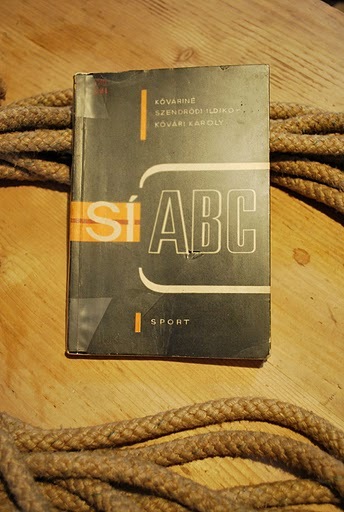 KŐVÁRINÉ
SZENDRŐDI ILDIKÓ
KŐVÁRI KÁROLY
SÍ ABC
SPORT